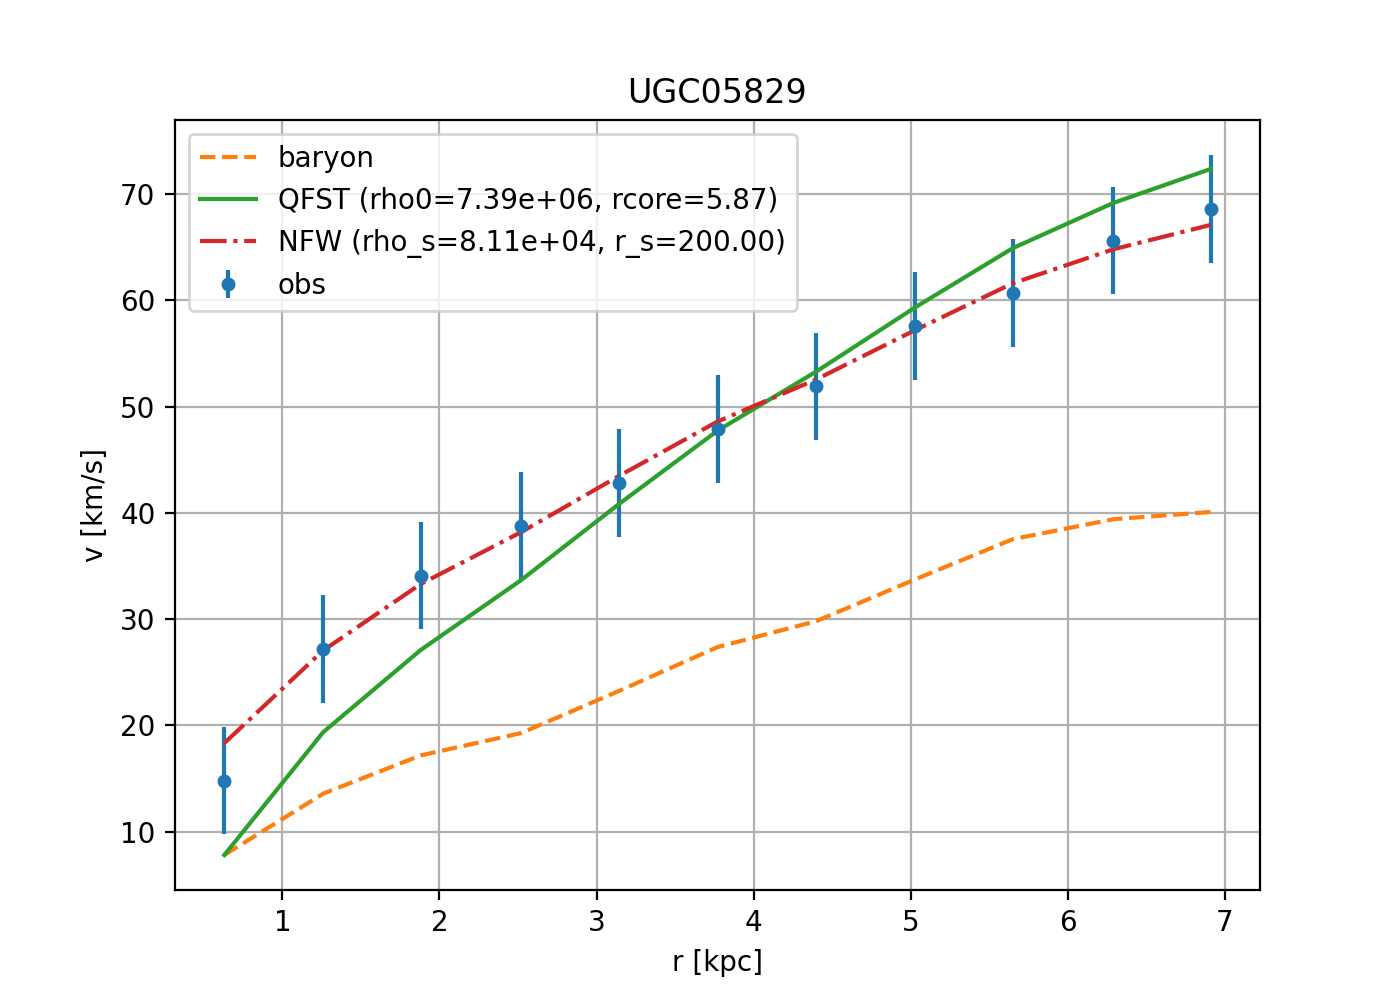 UGC05829
baryon
QFST (rho0=7.39e+06, rcore=5.87)
NFW (rho_s=8.11e+04, r_s=200.00)
obs
70
60
50
40
30
20
10
v [km/s]
1 2 3 4 5 6 7
r [kpc]